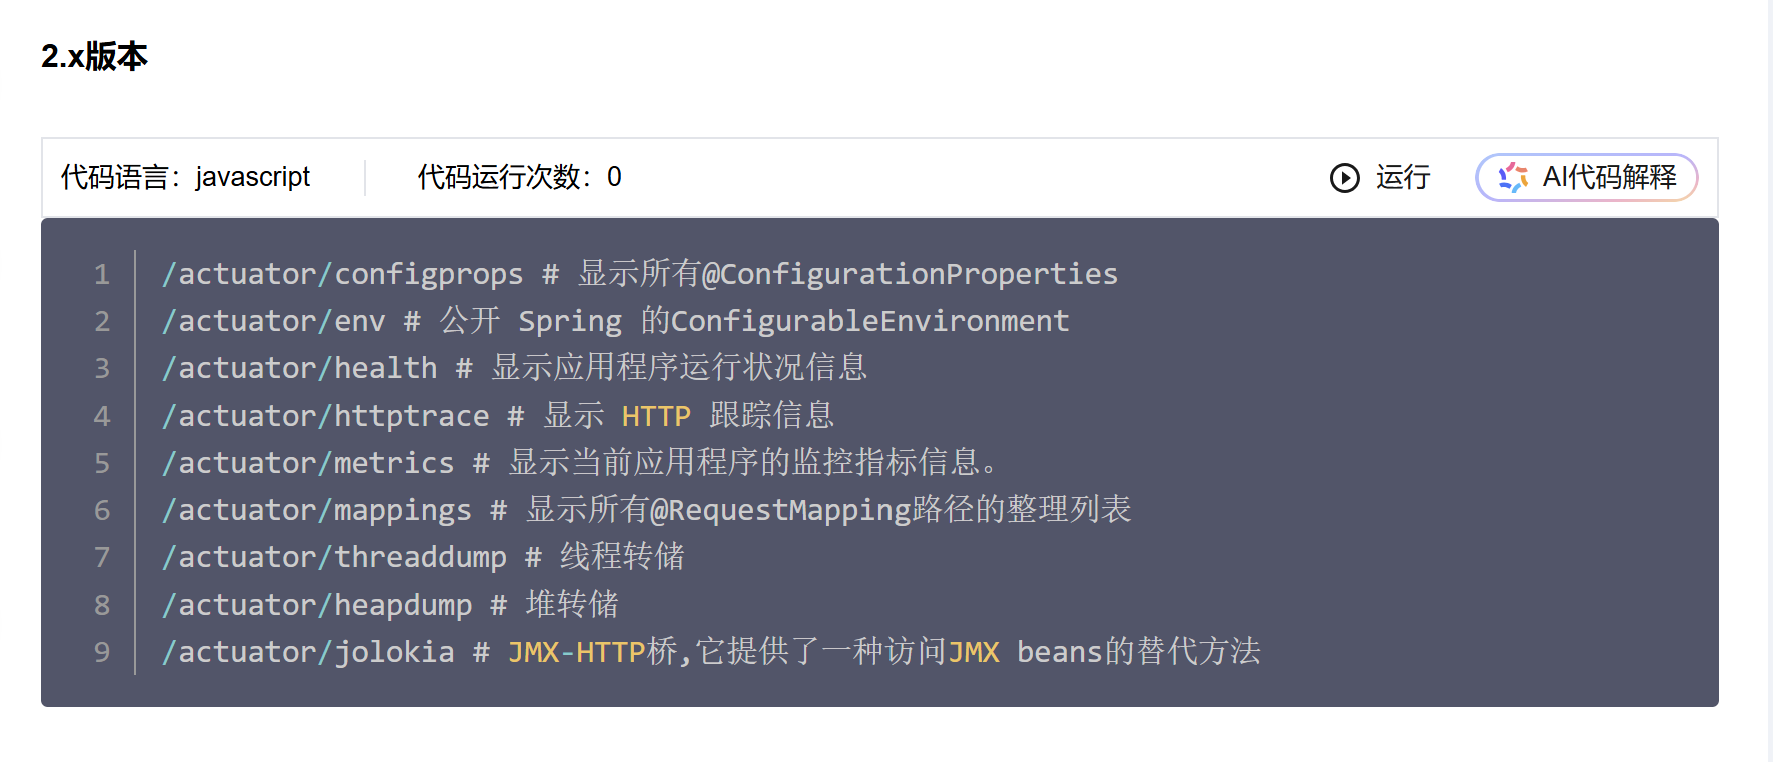 2.x版本
代码语言：javascript
代码运行次数：0
运行
AI代码解释
1 /actuator/configprops # 显示所有@ConfigurationProperties
2 /actuator/env # 公开 Spring 的ConfigurableEnvironment
3 /actuator/health # 显示应用程序运行状况信息
4 /actuator/httptrace # 显示 HTTP 跟踪信息
5 /actuator/metrics # 显示当前应用程序的监控指标信息。
6 /actuator/mappings # 显示所有@RequestMapping路径的整理列表
7 /actuator/threaddump # 线程转储
8 /actuator/heapdump # 堆转储
9 /actuator/jolokia # JMX-HTTP桥,它提供了一种访问JMX beans的替代方法